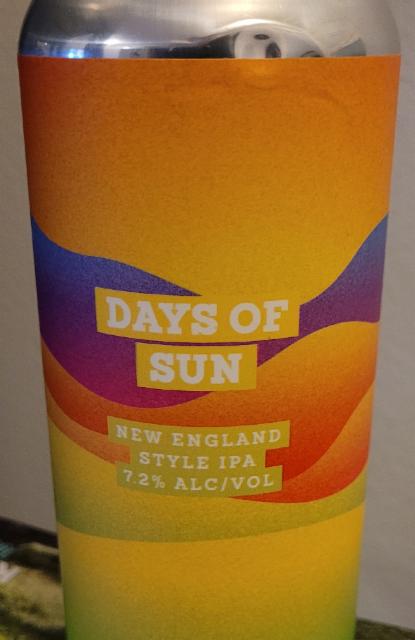 DAYS OF
SUN
NEW ENGLAND
STYLE IPA
7.2% ALC/VOL